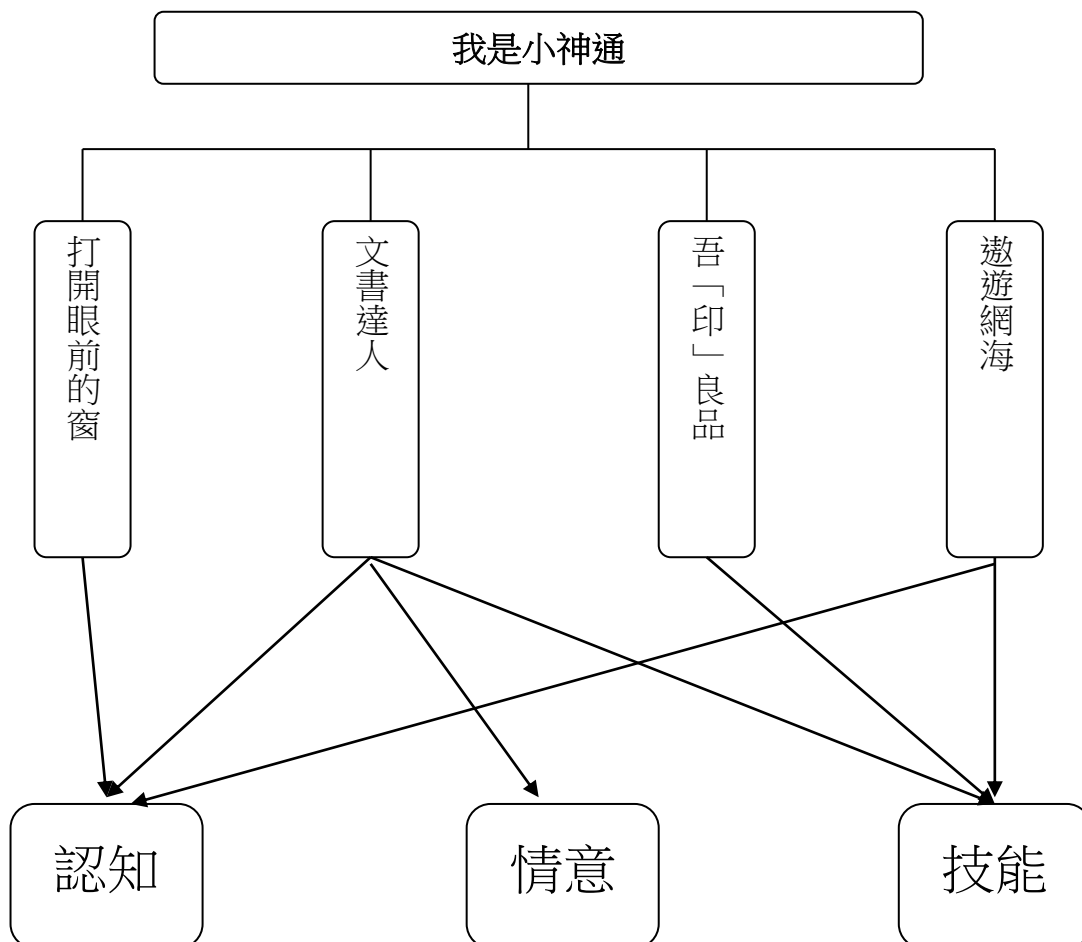 我是小神通
打開眼前的窗
文書達人
吾「印」良品
遨遊網海
認知
情意
技能